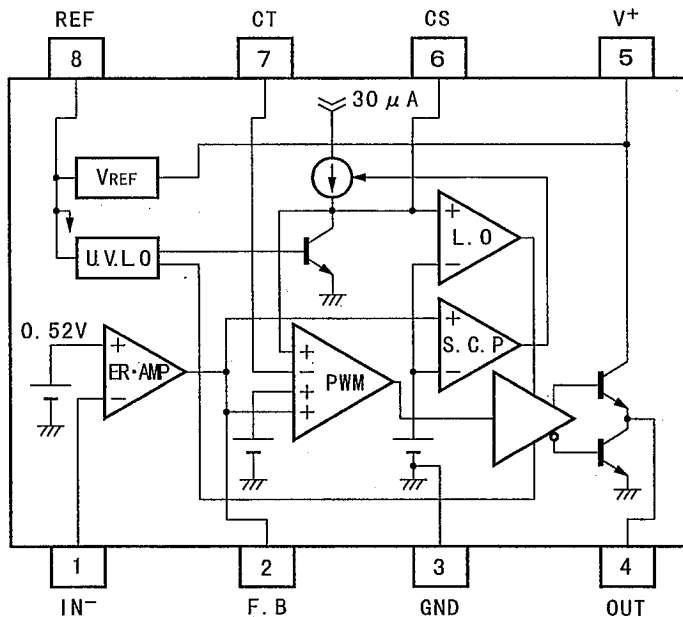 REF CT CS V+
8 7 6 5
30 μA
VREF
+
L.O
−
U.V.L.O
0.52V
+
ER·AMP
−
+
S.C.P
−
+
−
+
+
PWM
1 2 3 4
IN− F.B GND OUT